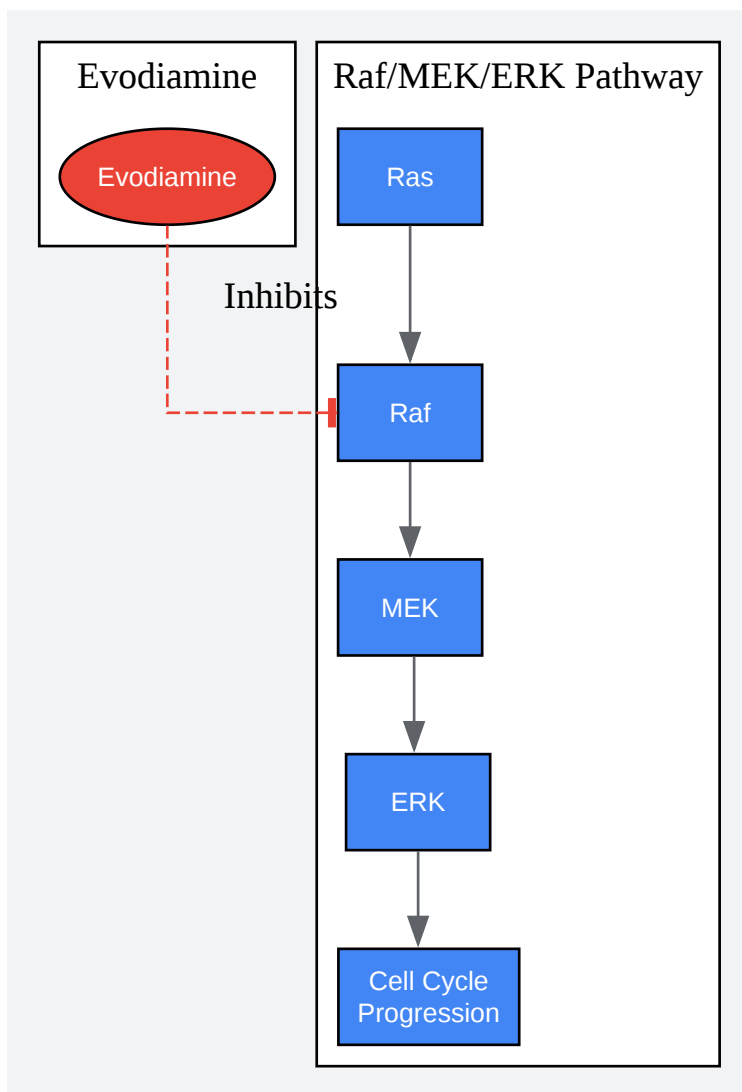 Evodiamine
Evodiamine
Inhibits
Raf/MEK/ERK Pathway
Ras
Raf
MEK
ERK
Cell Cycle
Progression